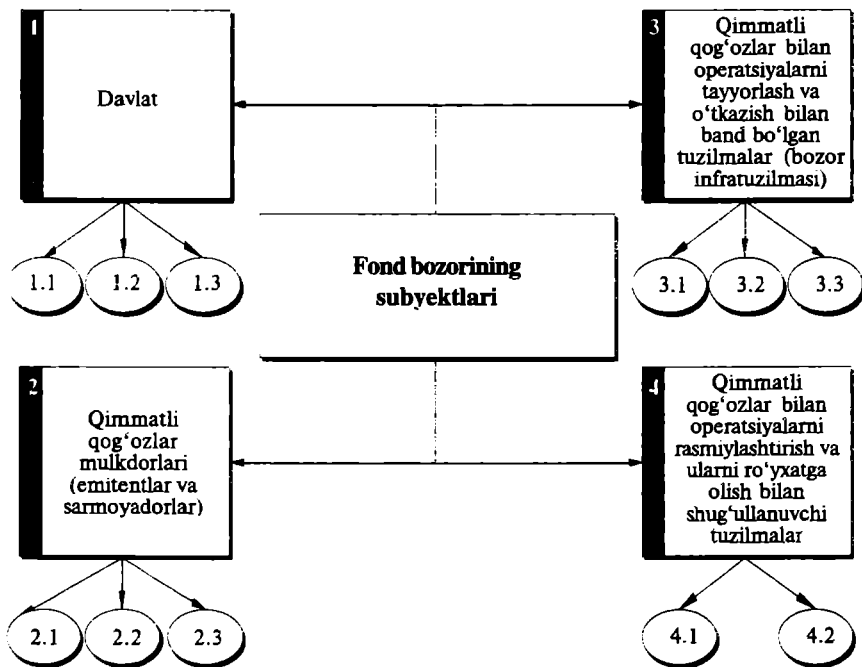 1
Davlat
1.1
1.2
1.3
3
Qimmatli
qog‘ozlar bilan
operatsiyalarni
tayyorlash va
o‘tkazish bilan
band bo‘lgan
tuzilmalar (bozor
infratuzilmasi)
3.1
3.2
3.3
Fond bozorining
subyektlari
2
Qimmatli
qog‘ozlar
mulkdorlari
(emitentlar va
sarmoyadorlar)
2.1
2.2
2.3
4
Qimmatli
qog‘ozlar bilan
operatsiyalarni
rasmiylashtirish va
ularni ro‘yxatga
olish bilan
shug‘ullanuvchi
tuzilmalar
4.1
4.2